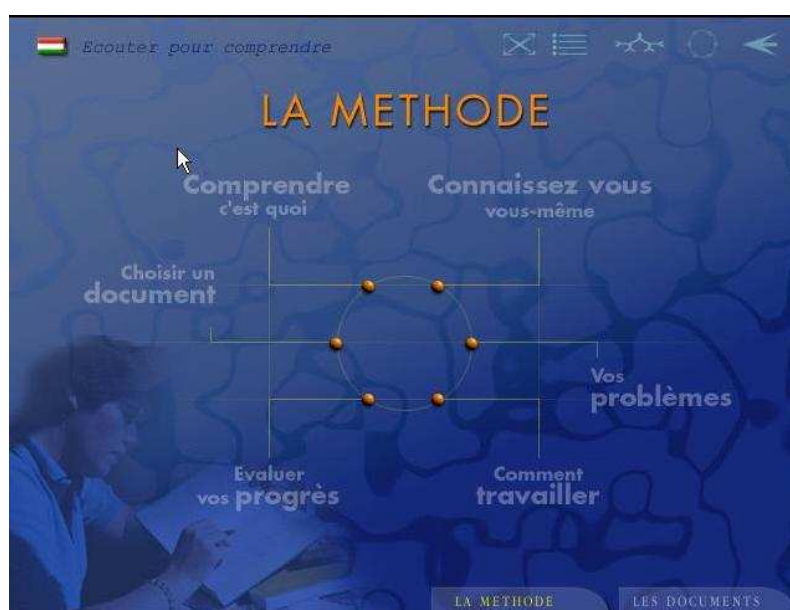 Ecouter pour comprendre
LA METHODE
Comprendre
c'est quoi
Connaissez vous
vous-même
Choisir un
document
Vos
problèmes
Evaluer
vos progrès
Comment
travailler
LA METHODE
LES DOCUMENTS